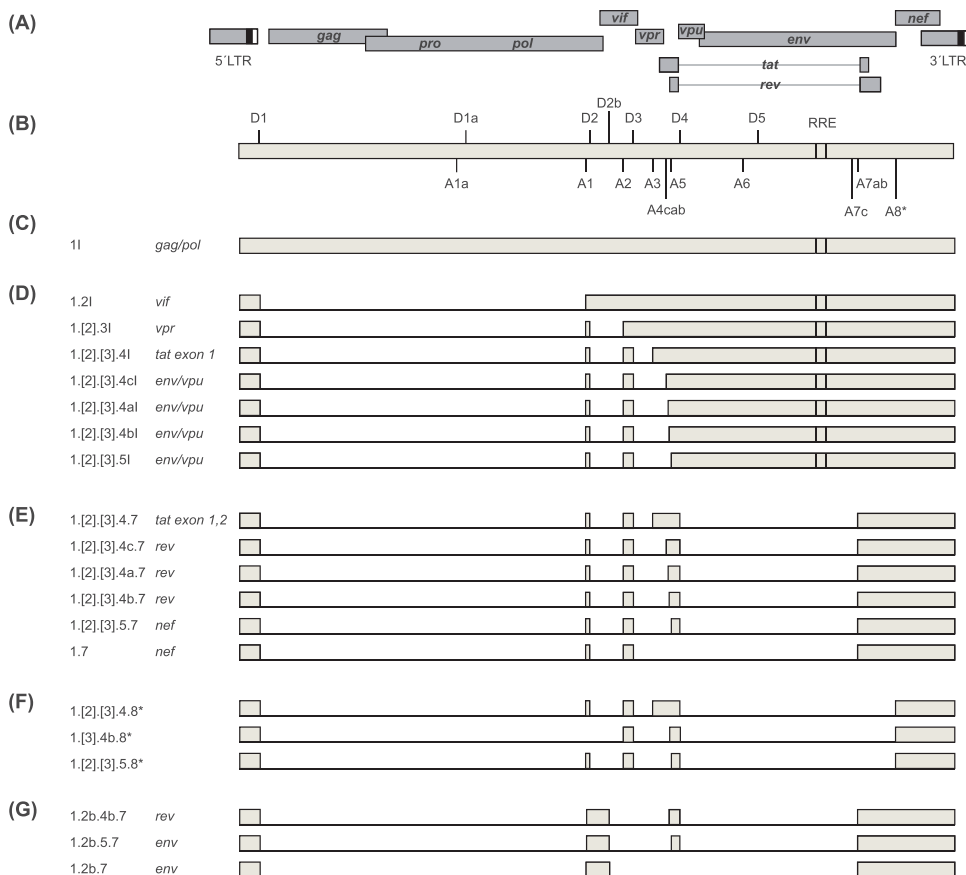 (A)
5´LTR
gag
pro
pol
vif
vpr
vpu
env
nef
3´LTR
tat
rev
(B)
D1
D1a
D2
D2b
D3
D4
D5
RRE
A1a
A1
A2
A3
A4cab
A5
A6
A7c
A7ab
A8*
(C)
1I gag/pol
(D)
1.2I vif
1.[2].3I vpr
1.[2].[3].4I tat exon 1
1.[2].[3].4cI env/vpu
1.[2].[3].4aI env/vpu
1.[2].[3].4bI env/vpu
1.[2].[3].5I env/vpu
(E)
1.[2].[3].4.7 tat exon 1,2
1.[2].[3].4c.7 rev
1.[2].[3].4a.7 rev
1.[2].[3].4b.7 rev
1.[2].[3].5.7 nef
1.7 nef
(F)
1.[2].[3].4.8*
1.[3].4b.8*
1.[2].[3].5.8*
(G)
1.2b.4b.7 rev
1.2b.5.7 env
1.2b.7 env